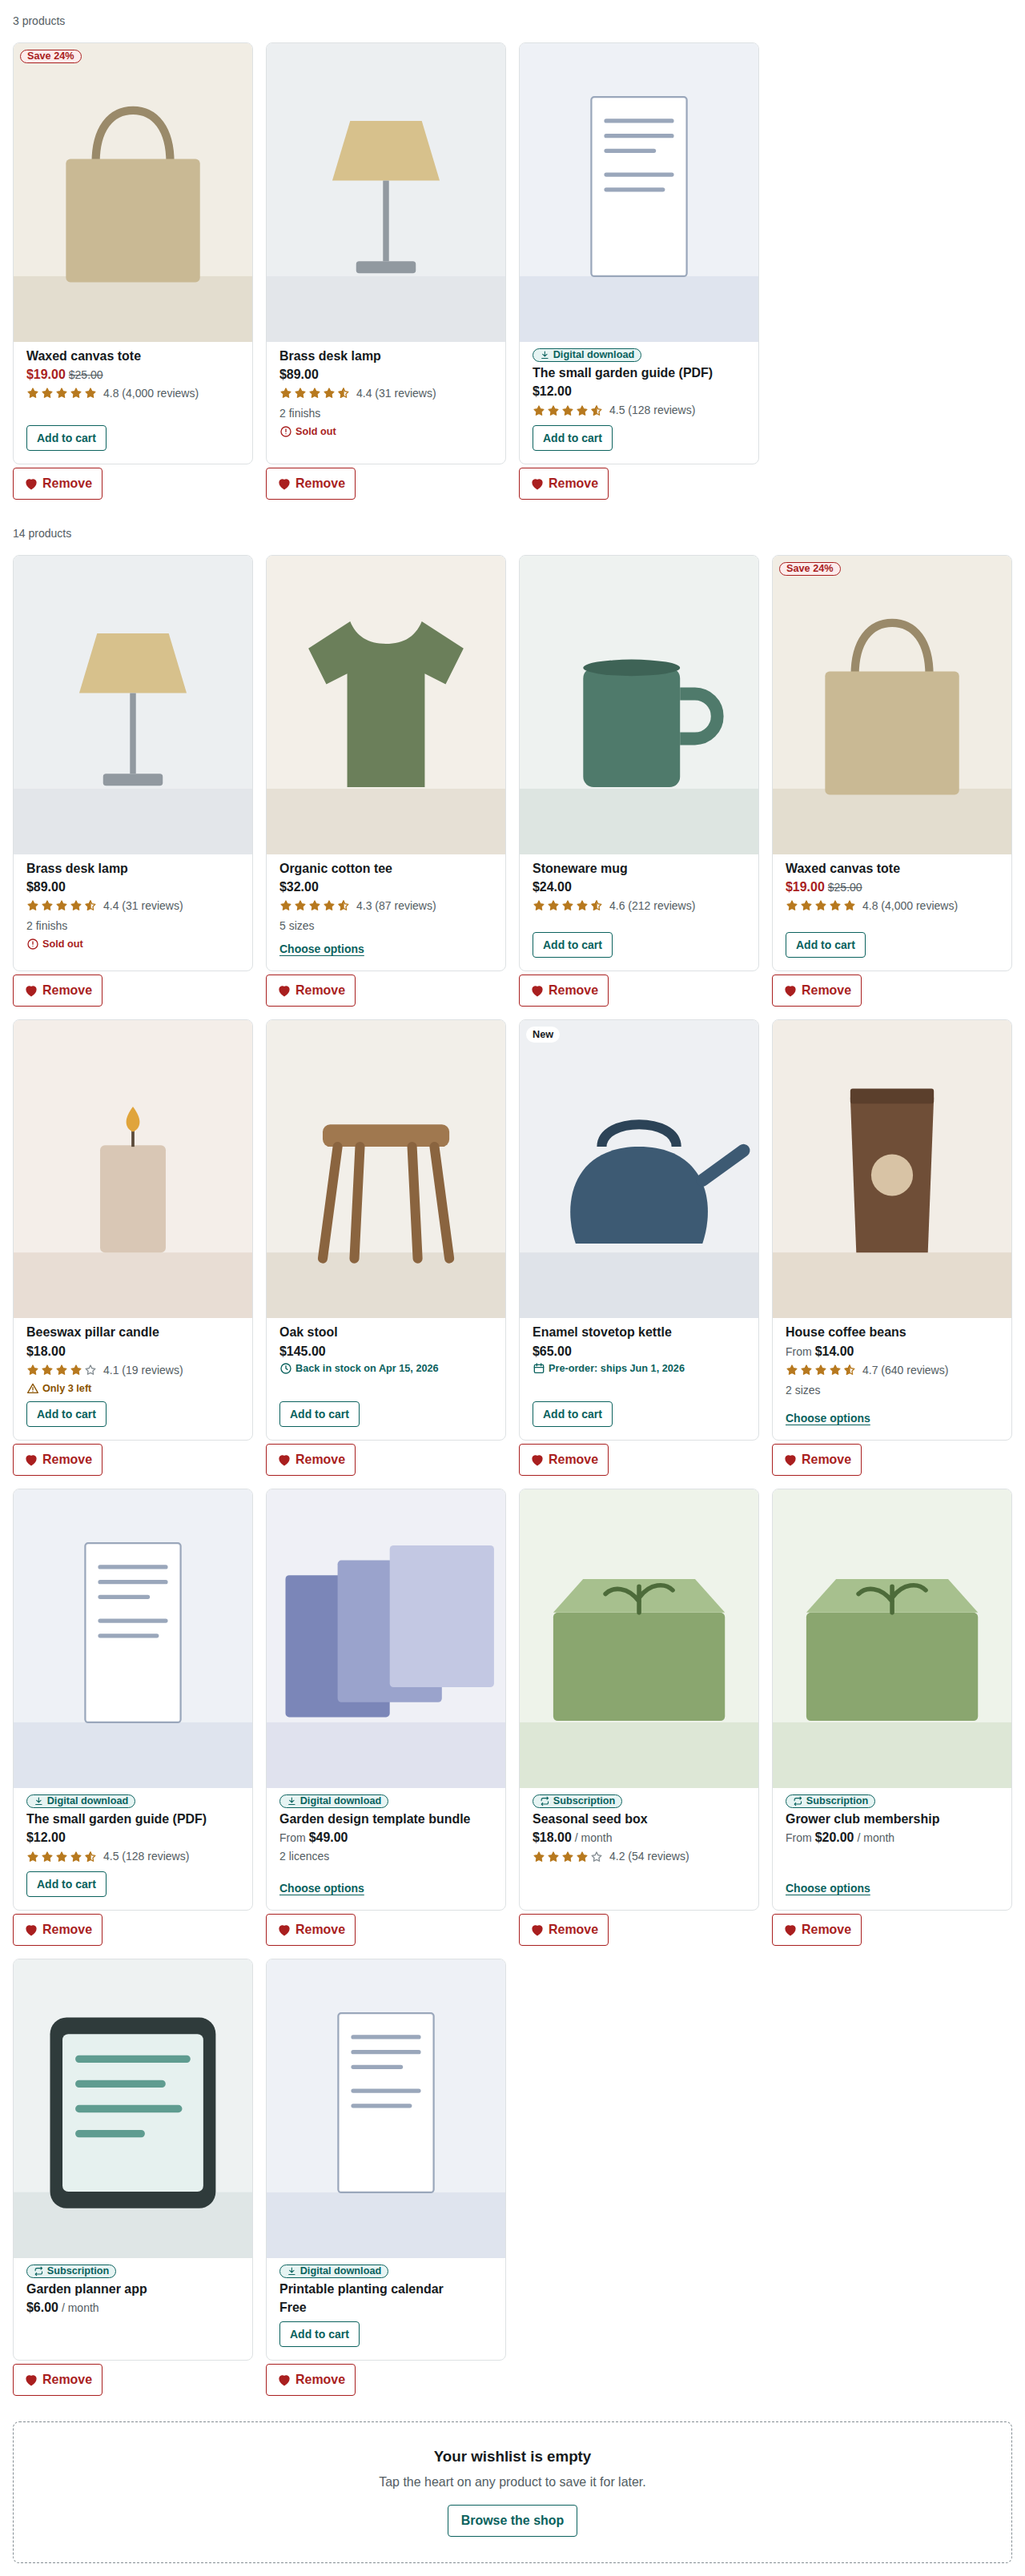 3 products
Save 24%
Waxed canvas tote
$19.00 $25.00
4.8 (4,000 reviews)
Add to cart
Remove
Brass desk lamp
$89.00
4.4 (31 reviews)
2 finishs
Sold out
Remove
Digital download
The small garden guide (PDF)
$12.00
4.5 (128 reviews)
Add to cart
Remove
14 products
Brass desk lamp
$89.00
4.4 (31 reviews)
2 finishs
Sold out
Remove
Organic cotton tee
$32.00
4.3 (87 reviews)
5 sizes
Choose options
Remove
Stoneware mug
$24.00
4.6 (212 reviews)
Add to cart
Remove
Save 24%
Waxed canvas tote
$19.00 $25.00
4.8 (4,000 reviews)
Add to cart
Remove
Beeswax pillar candle
$18.00
4.1 (19 reviews)
Only 3 left
Add to cart
Remove
Oak stool
$145.00
Back in stock on Apr 15, 2026
Add to cart
Remove
New
Enamel stovetop kettle
$65.00
Pre-order: ships Jun 1, 2026
Add to cart
Remove
House coffee beans
From $14.00
4.7 (640 reviews)
2 sizes
Choose options
Remove
Digital download
The small garden guide (PDF)
$12.00
4.5 (128 reviews)
Add to cart
Remove
Digital download
Garden design template bundle
From $49.00
2 licences
Choose options
Remove
Subscription
Seasonal seed box
$18.00 / month
4.2 (54 reviews)
Remove
Subscription
Grower club membership
From $20.00 / month
Choose options
Remove
Subscription
Garden planner app
$6.00 / month
Remove
Digital download
Printable planting calendar
Free
Add to cart
Remove
Your wishlist is empty
Tap the heart on any product to save it for later.
Browse the shop